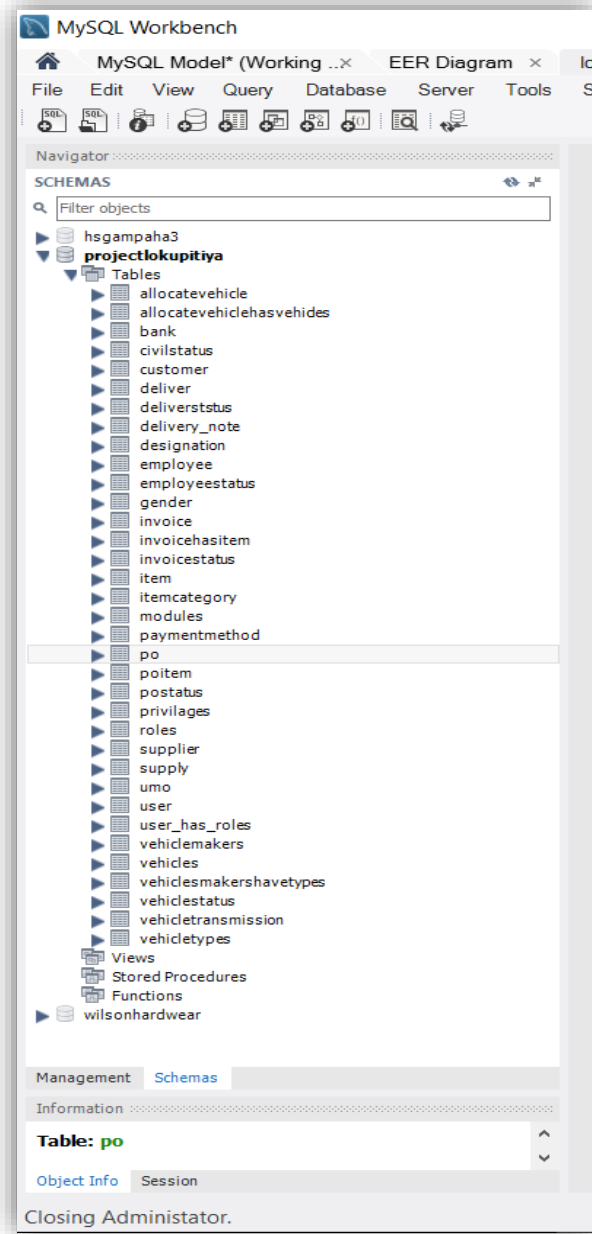 MySQL Workbench
MySQL Model* (Working ..× EER Diagram ×
File Edit View Query Database Server Tools
Navigator
SCHEMAS
Filter objects
hsgampaha3
projectlokupitiya
Tables
allocatevehicle
allocatevehiclehasvehides
bank
civilstatus
customer
deliver
deliverststus
delivery_note
designation
employee
employeestatus
gender
invoice
invoicehasitem
invoicestatus
item
itemcategory
modules
paymentmethod
po
poitem
postatus
privilages
roles
supplier
supply
umo
user
user_has_roles
vehiclemakers
vehicles
vehiclesmakershavetypes
vehiclestatus
vehicletransmission
vehicletypes
Views
Stored Procedures
Functions
wilsonhardwear
Management Schemas
Information
Table: po
Object Info Session
Closing Administator.